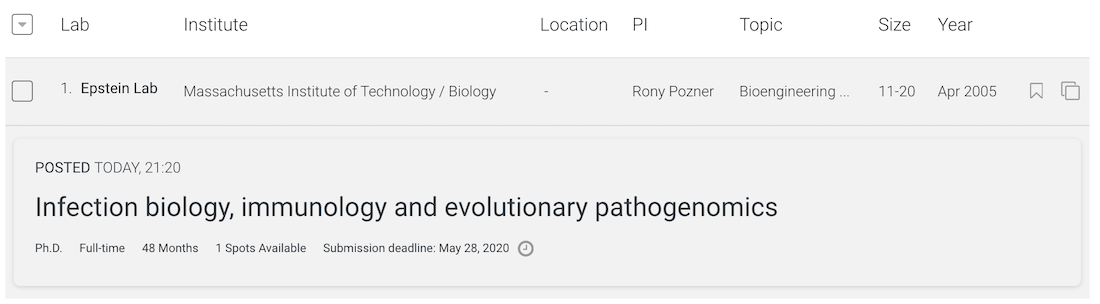 Lab Institute Location PI Topic Size Year
1. Epstein Lab Massachusetts Institute of Technology / Biology - Rony Pozner Bioengineering ... 11-20 Apr 2005
POSTED TODAY, 21:20
Infection biology, immunology and evolutionary pathogenomics
Ph.D. Full-time 48 Months 1 Spots Available Submission deadline: May 28, 2020